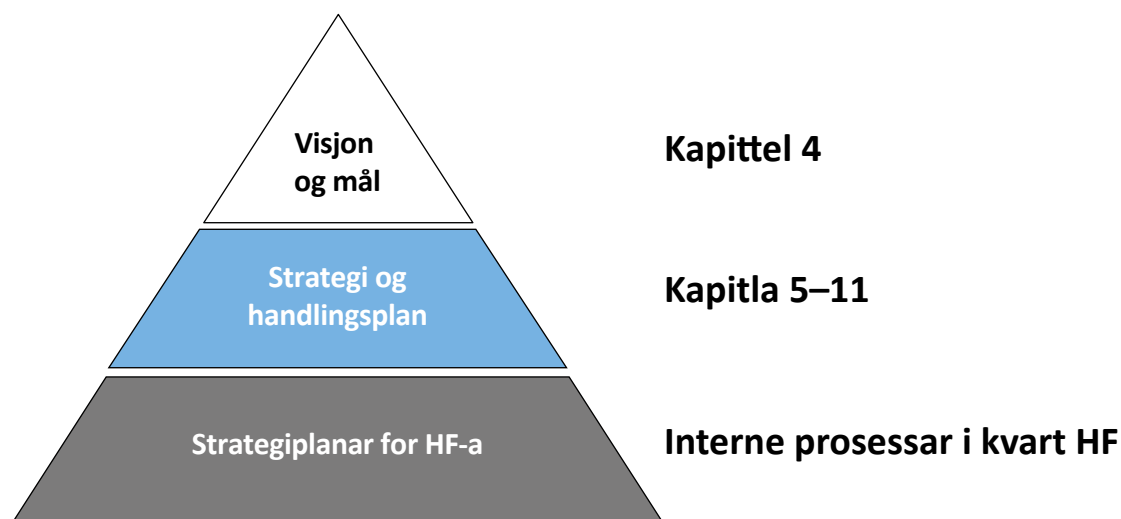 Visjon
og mål
Kapittel 4
Strategi og
handlingsplan
Kapitla 5–11
Strategiplanar for HF-a
Interne prosessar i kvart HF